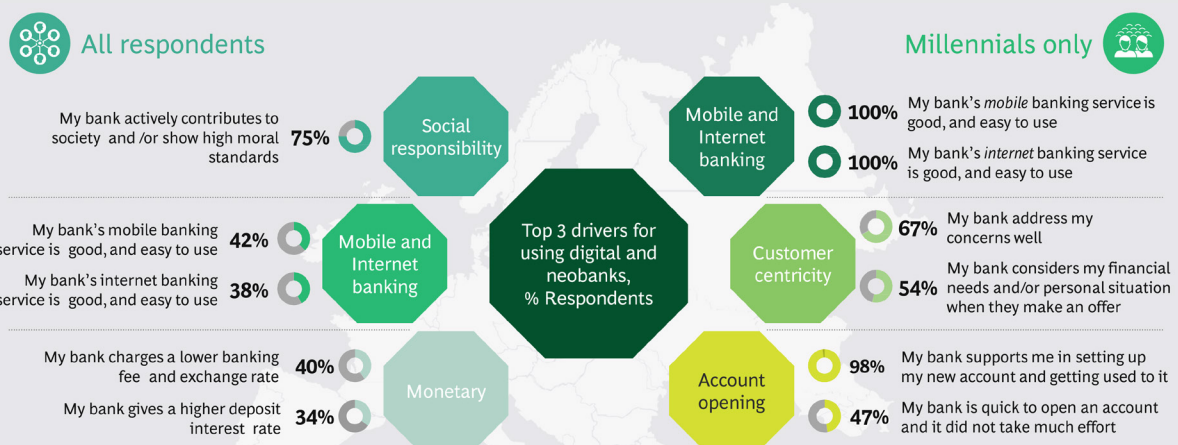 All respondents
Millennials only
My bank actively contributes to
society and /or show high moral
standards
75%
Social
responsibility
My bank's mobile banking
service is good, and easy to use
42%
My bank's internet banking
service is good, and easy to use
38%
Mobile and
Internet
banking
My bank charges a lower banking
fee and exchange rate
40%
My bank gives a higher deposit
interest rate
34%
Monetary
Top 3 drivers for
using digital and
neobanks,
% Respondents
Mobile and
Internet
banking
100%
My bank's mobile banking service is
good, and easy to use
100%
My bank's internet banking service
is good, and easy to use
Customer
centricity
67%
My bank address my
concerns well
54%
My bank considers my financial
needs and/or personal situation
when they make an offer
Account
opening
98%
My bank supports me in setting up
my new account and getting used to it
47%
My bank is quick to open an account
and it did not take much effort